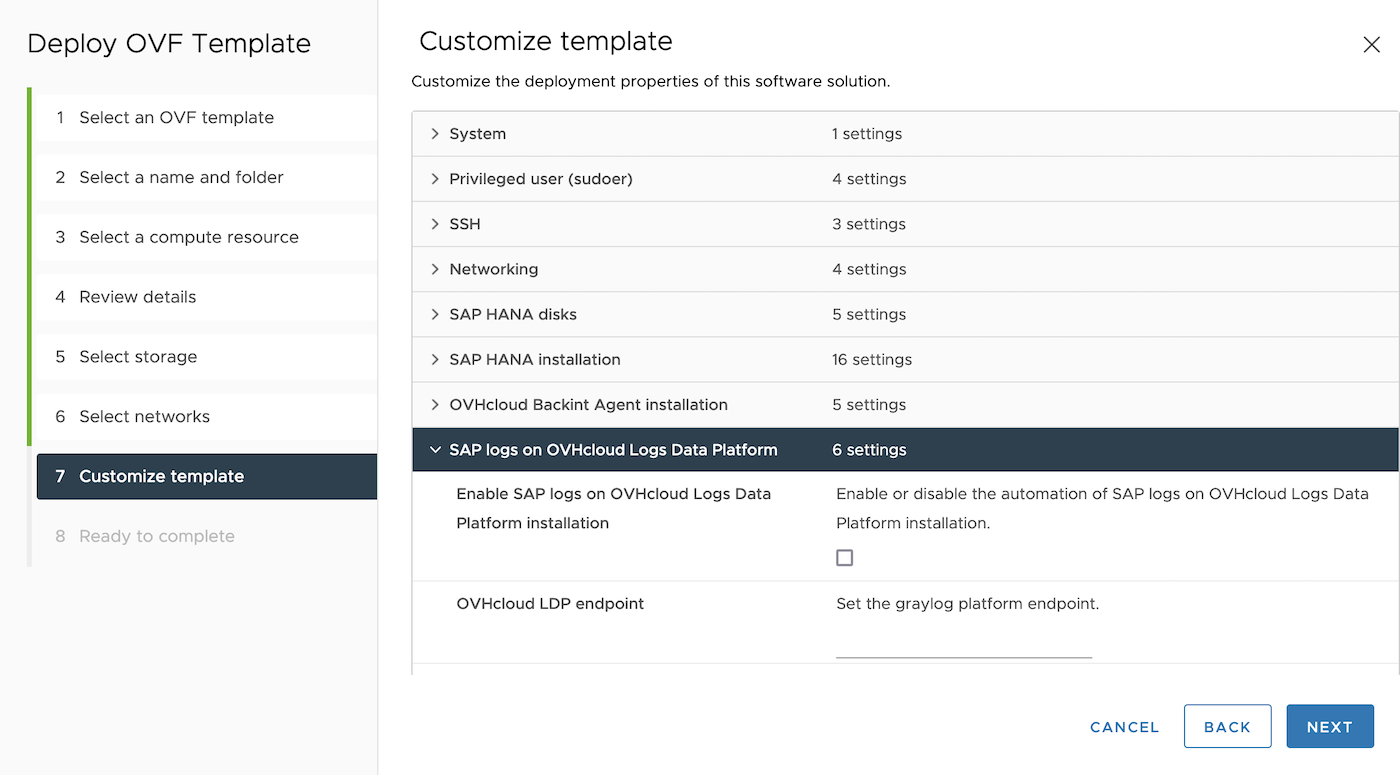 Deploy OVF Template
1 Select an OVF template
2 Select a name and folder
3 Select a compute resource
4 Review details
5 Select storage
6 Select networks
7 Customize template
8 Ready to complete
Customize template
Customize the deployment properties of this software solution.
System 1 settings
Privileged user (sudoer) 4 settings
SSH 3 settings
Networking 4 settings
SAP HANA disks 5 settings
SAP HANA installation 16 settings
OVHcloud Backint Agent installation 5 settings
SAP logs on OVHcloud Logs Data Platform 6 settings
Enable SAP logs on OVHcloud Logs Data
Platform installation
Enable or disable the automation of SAP logs on OVHcloud Logs Data
Platform installation.
OVHcloud LDP endpoint Set the graylog platform endpoint.
CANCEL BACK NEXT